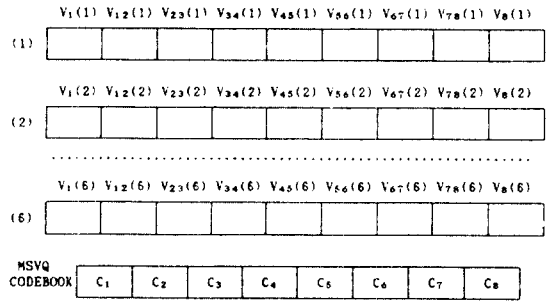 V₁(1) V₁₂(1) V₂₃(1) V₃₄(1) V₄₅(1) V₅₆(1) V₆₇(1) V₇₈(1) V₈(1)
(1)
V₁(2) V₁₂(2) V₂₃(2) V₃₄(2) V₄₅(2) V₅₆(2) V₆₇(2) V₇₈(2) V₈(2)
(2)
V₁(6) V₁₂(6) V₂₃(6) V₃₄(6) V₄₅(6) V₅₆(6) V₆₇(6) V₇₈(6) V₈(6)
(6)
MSVQ
CODEBOOK C₁ C₂ C₃ C₄ C₅ C₆ C₇ C₈